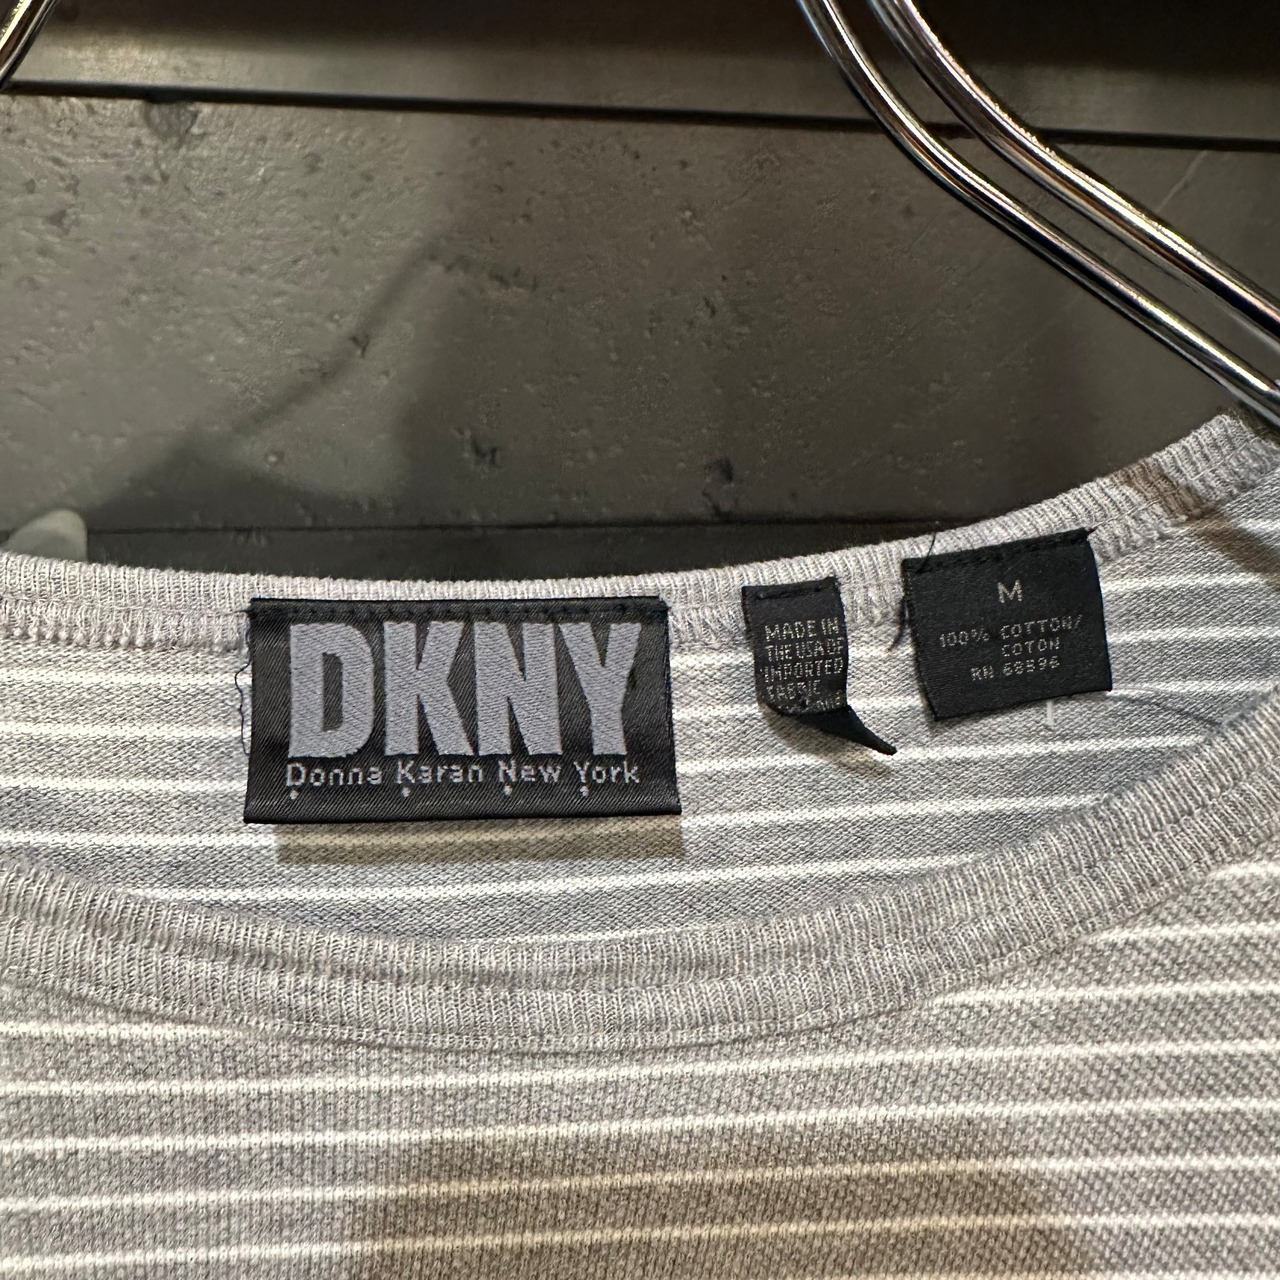 DKNY
Donna Karan New York
MADE IN
THE USA OF
IMPORTED
FABRIC
M
100% COTTON/
COTON
RN 68596